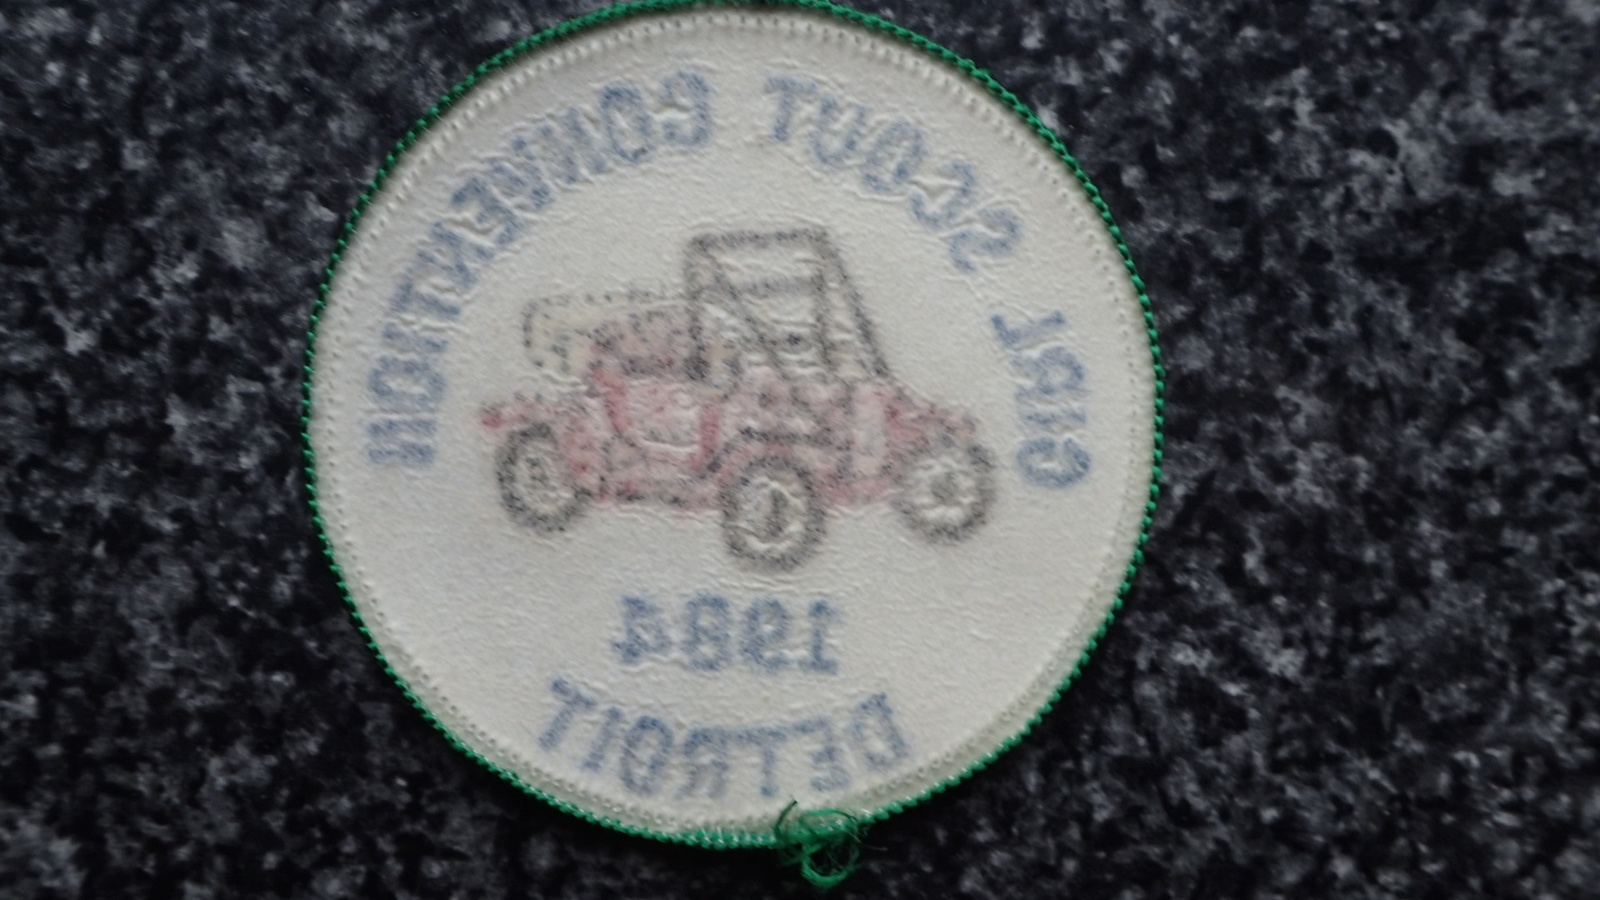 GIRL SCOUT CONVENTION
1984
DETROIT